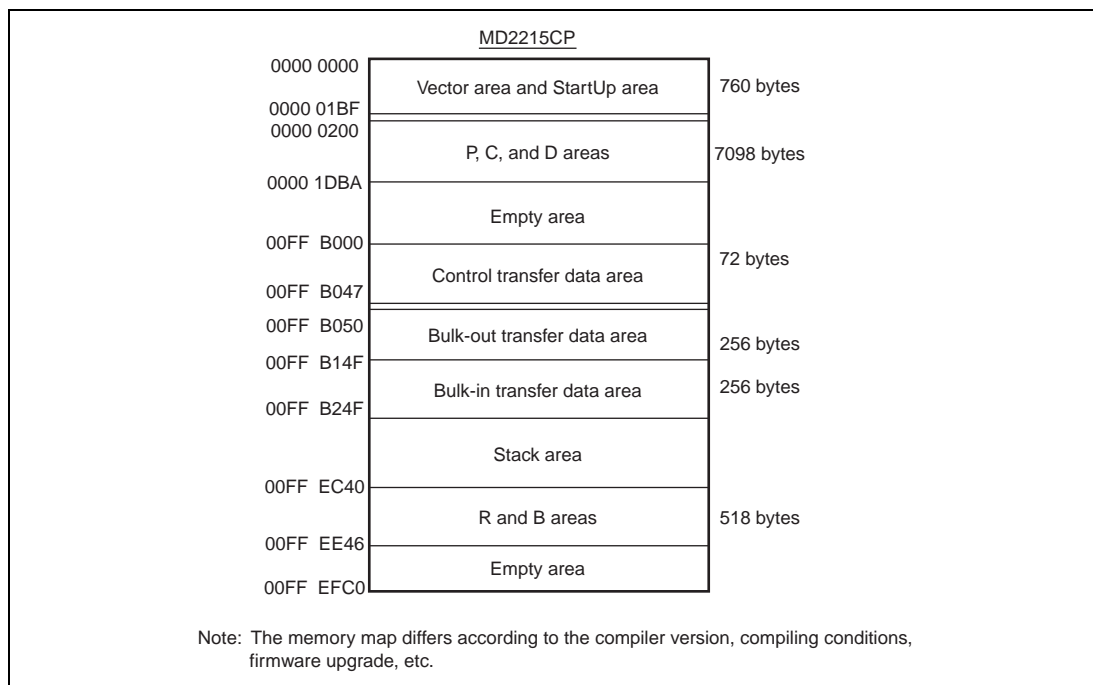 MD2215CP
0000 0000
Vector area and StartUp area
760 bytes
0000 01BF
0000 0200
P, C, and D areas
7098 bytes
0000 1DBA
Empty area
00FF B000
72 bytes
Control transfer data area
00FF B047
00FF B050
Bulk-out transfer data area
256 bytes
00FF B14F
Bulk-in transfer data area
256 bytes
00FF B24F
Stack area
00FF EC40
R and B areas
518 bytes
00FF EE46
Empty area
00FF EFC0
Note: The memory map differs according to the compiler version, compiling conditions,
firmware upgrade, etc.